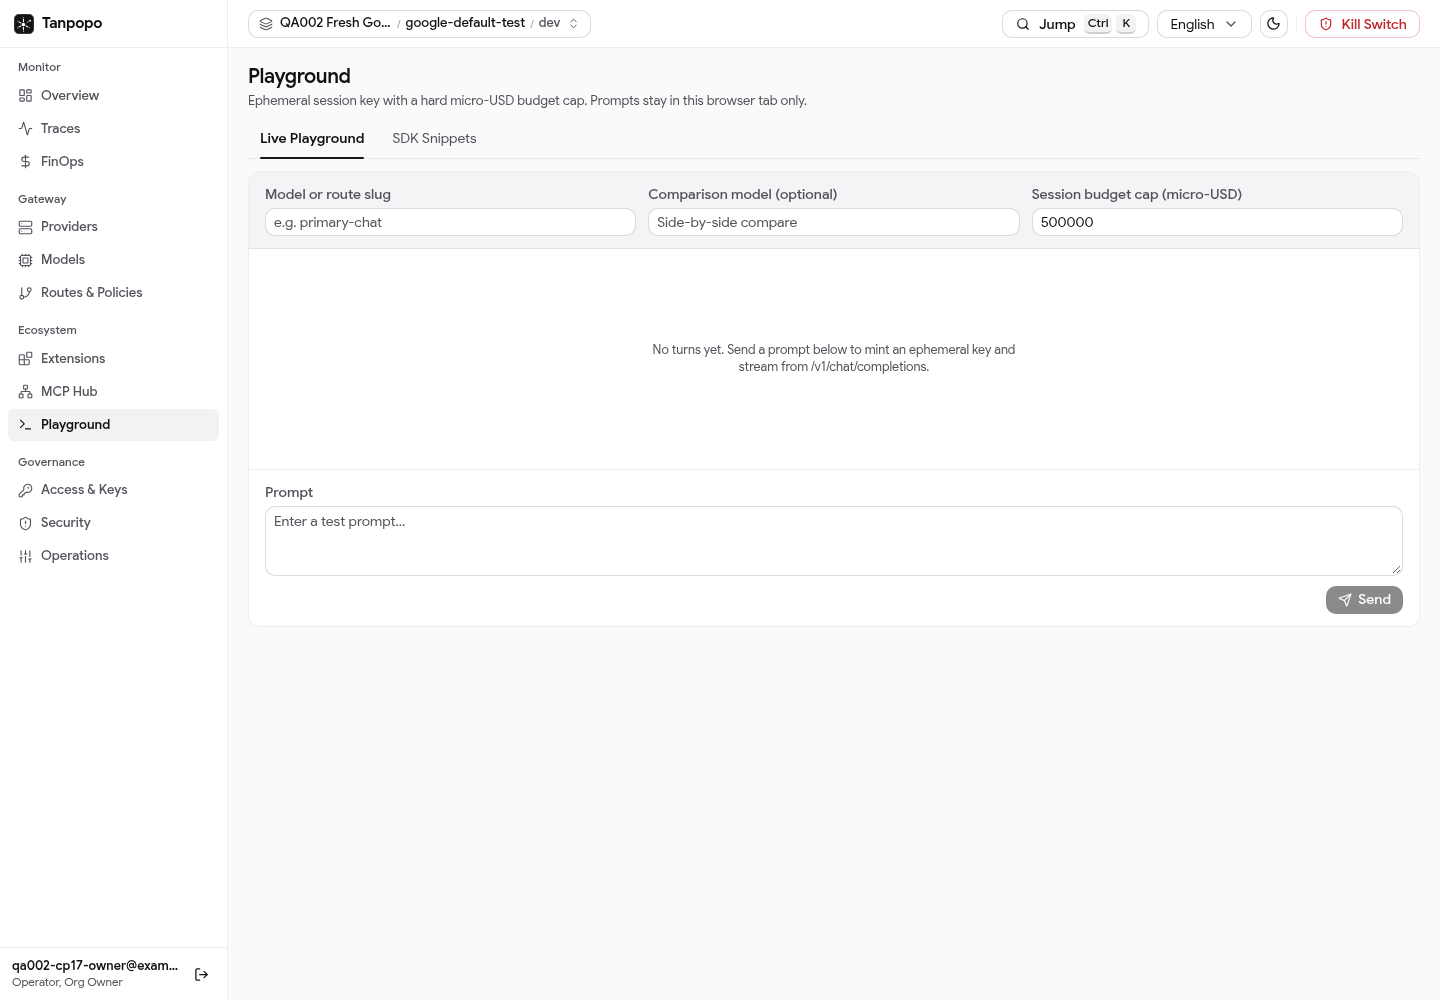 Tanpopo
QA002 Fresh Go... / google-default-test / dev
Jump Ctrl K
English
Kill Switch
Monitor
Overview
Traces
FinOps
Gateway
Providers
Models
Routes & Policies
Ecosystem
Extensions
MCP Hub
Playground
Governance
Access & Keys
Security
Operations
qa002-cp17-owner@exam...
Operator, Org Owner
Playground
Ephemeral session key with a hard micro-USD budget cap. Prompts stay in this browser tab only.
Live Playground
SDK Snippets
Model or route slug
e.g. primary-chat
Comparison model (optional)
Side-by-side compare
Session budget cap (micro-USD)
500000
No turns yet. Send a prompt below to mint an ephemeral key and
stream from /v1/chat/completions.
Prompt
Enter a test prompt...
Send